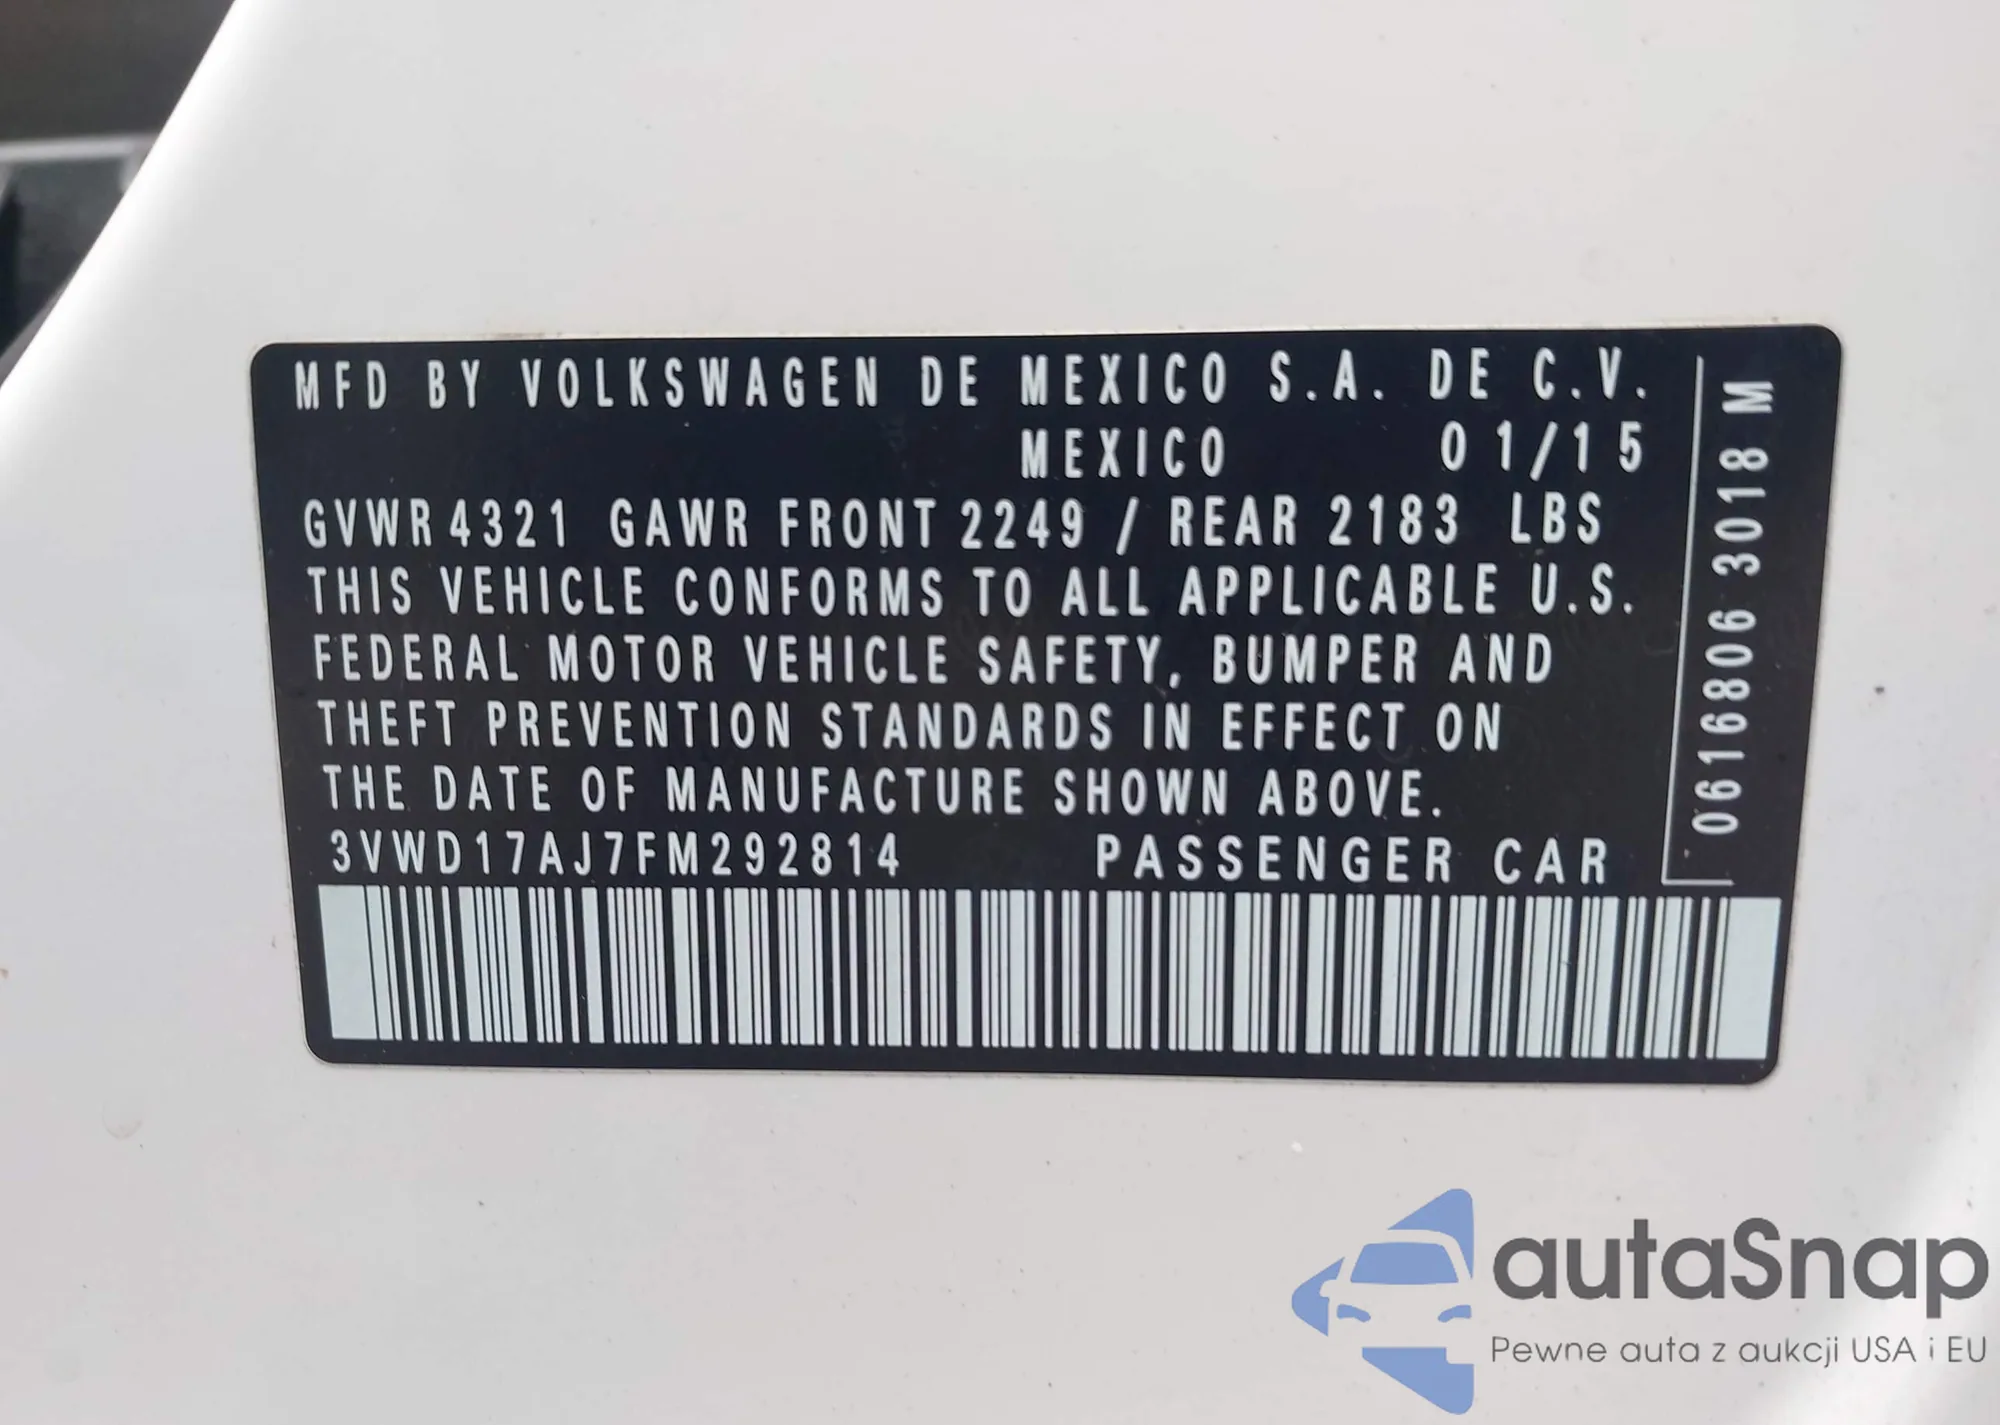 MFD BY VOLKSWAGEN DE MEXICO S.A. DE C.V.
MEXICO 01/15
GVWR 4321 GAWR FRONT 2249 / REAR 2183 LBS
THIS VEHICLE CONFORMS TO ALL APPLICABLE U.S.
FEDERAL MOTOR VEHICLE SAFETY, BUMPER AND
THEFT PREVENTION STANDARDS IN EFFECT ON
THE DATE OF MANUFACTURE SHOWN ABOVE.
3VWD17AJ7FM292814 PASSENGER CAR
0616806 3018 M
autaSnap
Pewne auta z aukcji USA i EU